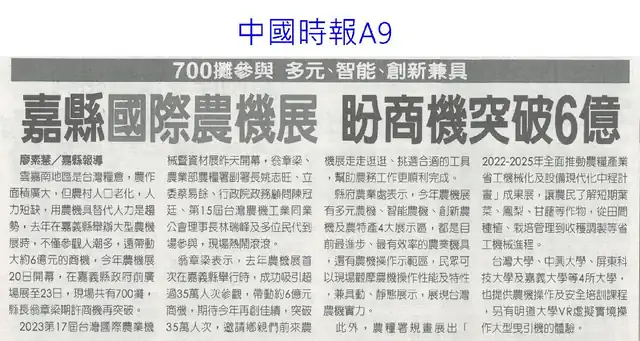 中國時報A9
700攤參與 多元、智能、創新兼具
嘉縣國際農機展 盼商機突破6億
廖素慧／嘉縣報導
雲嘉南地區是台灣糧倉，農作
面積廣大，但農村人口老化，人
力短缺，用農機具替代人力是趨
勢，去年在嘉義縣舉辦大型農機
展時，不僅參觀人潮多，還帶動
大約6億元的商機，今年農機展
20日開幕，在嘉義縣政府前廣
場展至23日，現場共有700攤，
縣長翁章梁期許商機再突破。
2023第17屆台灣國際農業機
械暨資材展昨天開幕，翁章梁、
農業部農糧署副署長姚志旺、立
委蔡易餘、行政院政務顧問陳冠
廷、第15屆台灣農機工業同業
公會理事長林瑞峰及多位民代到
場參與，現場熱鬧滾滾。
翁章梁表示，去年農機展首
次在嘉義縣舉行時，成功吸引超
過35萬人次參觀，帶動約6億元
商機，期待今年再創佳績，突破
35萬人次，邀請鄉親們前來農
機展走走逛逛、挑選合適的工具
，幫助農務工作更順利完成。
縣府農業處表示，今年農機展
有多元農機、智能農機、創新農
機及農特產4大展示區，都是目
前最進步、最有效率的農業機具
，還有農機操作示範區，民眾可
以現場觀摩農機操作性能及特性
，兼具動、靜態展示，展現台灣
農機實力。
此外，農糧署規畫展出「
2022-2025年全面推動農糧產業
省工機械化及設備現代化中程計
畫」成果展，讓農民了解短期葉
菜、鳳梨、甘藷等作物，從田間
種植、栽培管理到收穫調製等省
工機械進程。
台灣大學、中興大學、屏東科
技大學及嘉義大學等4所大學，
也提供農機操作及安全培訓課程
，另有明道大學VR虛擬實境操
作大型曳引機的體驗。